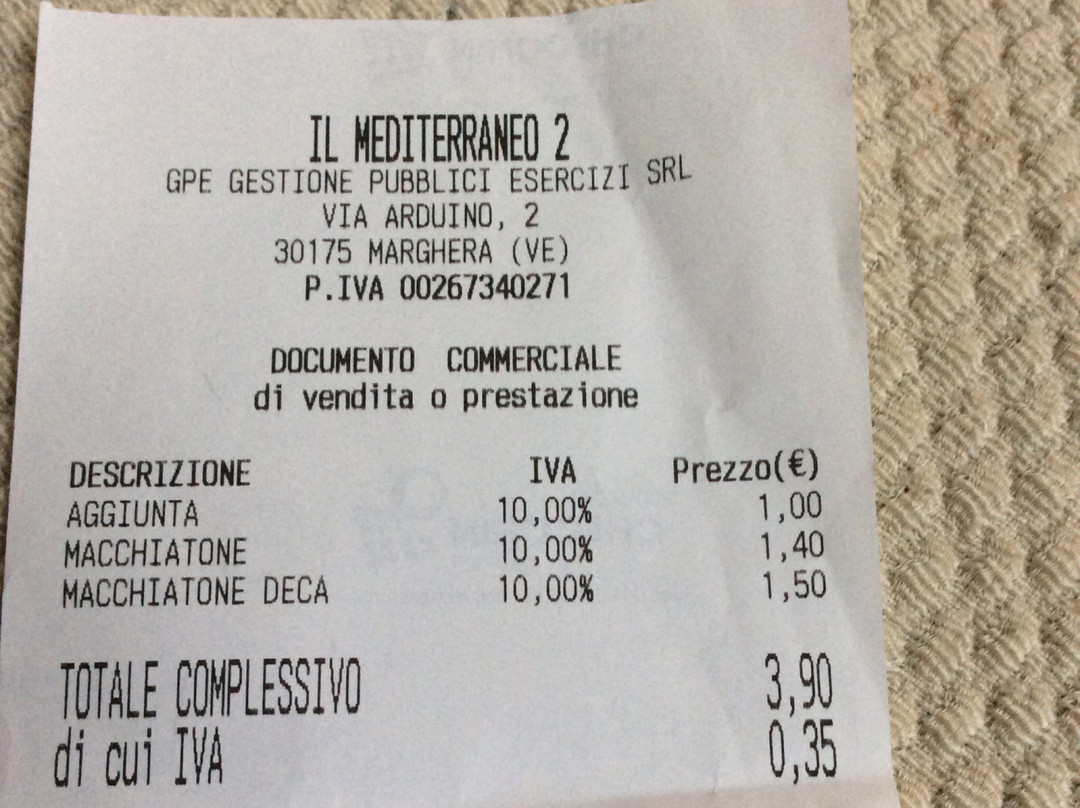 IL MEDITERRANEO 2
GPE GESTIONE PUBBLICI ESERCIZI SRL
VIA ARDUINO, 2
30175 MARGHERA (VE)
P.IVA 00267340271
DOCUMENTO COMMERCIALE
di vendita o prestazione
DESCRIZIONE IVA Prezzo(€)
AGGIUNTA 10,00% 1,00
MACCHIATONE 10,00% 1,40
MACCHIATONE DECA 10,00% 1,50
TOTALE COMPLESSIVO 3,90
di cui IVA 0,35